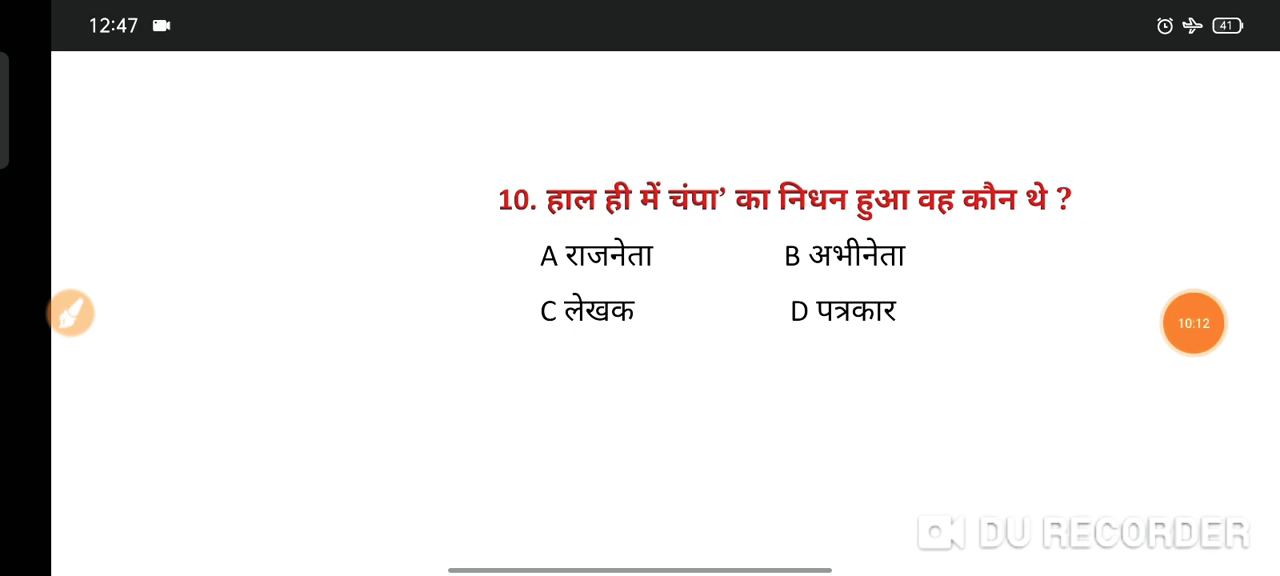 12:47
41
10. हाल ही में चंपा’ का निधन हुआ वह कौन थे ?
A राजनेता B अभीनेता
C लेखक D पत्रकार
10:12
DU RECORDER